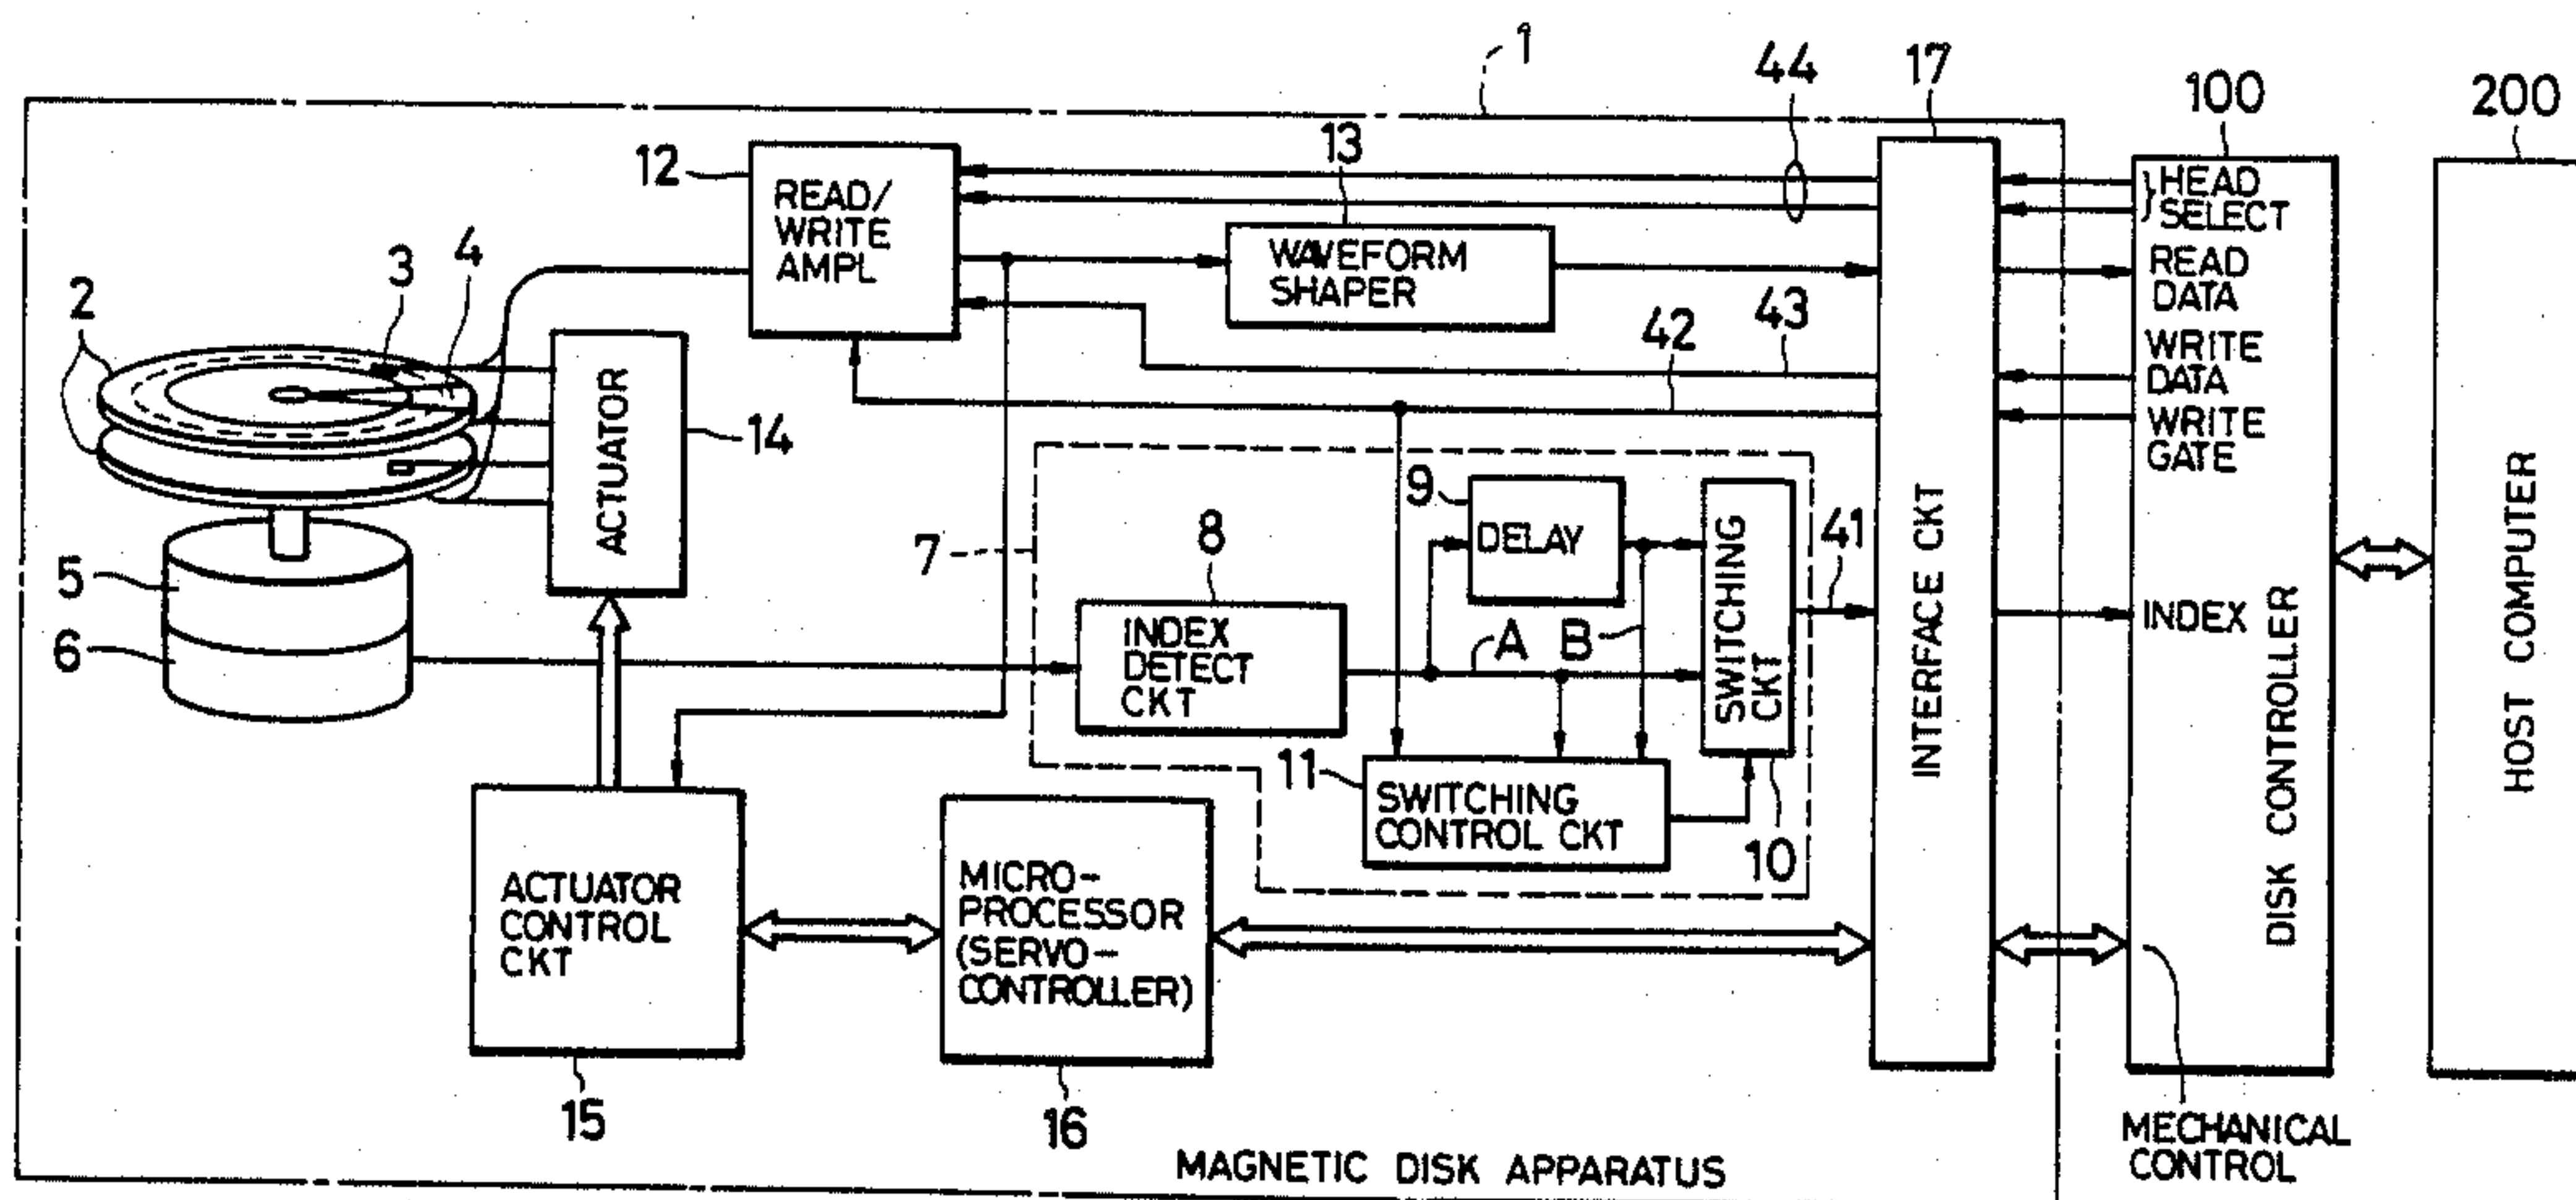 1
44
17
100
200
12
13
READ/
WRITE
AMPL
HEAD
SELECT
WAVEFORM
SHAPER
READ
DATA
2
3
4
43
42
WRITE
DATA
WRITE
GATE
ACTUATOR
14
9
DELAY
SWITCHING
CKT
41
INTERFACE CKT
DISK CONTROLLER
HOST COMPUTER
7
8
5
6
INDEX
DETECT
CKT
A
B
INDEX
11
SWITCHING
CONTROL CKT
10
ACTUATOR
CONTROL
CKT
MICRO-
PROCESSOR
(SERVO-
CONTROLLER)
15
16
MECHANICAL
CONTROL
MAGNETIC DISK APPARATUS